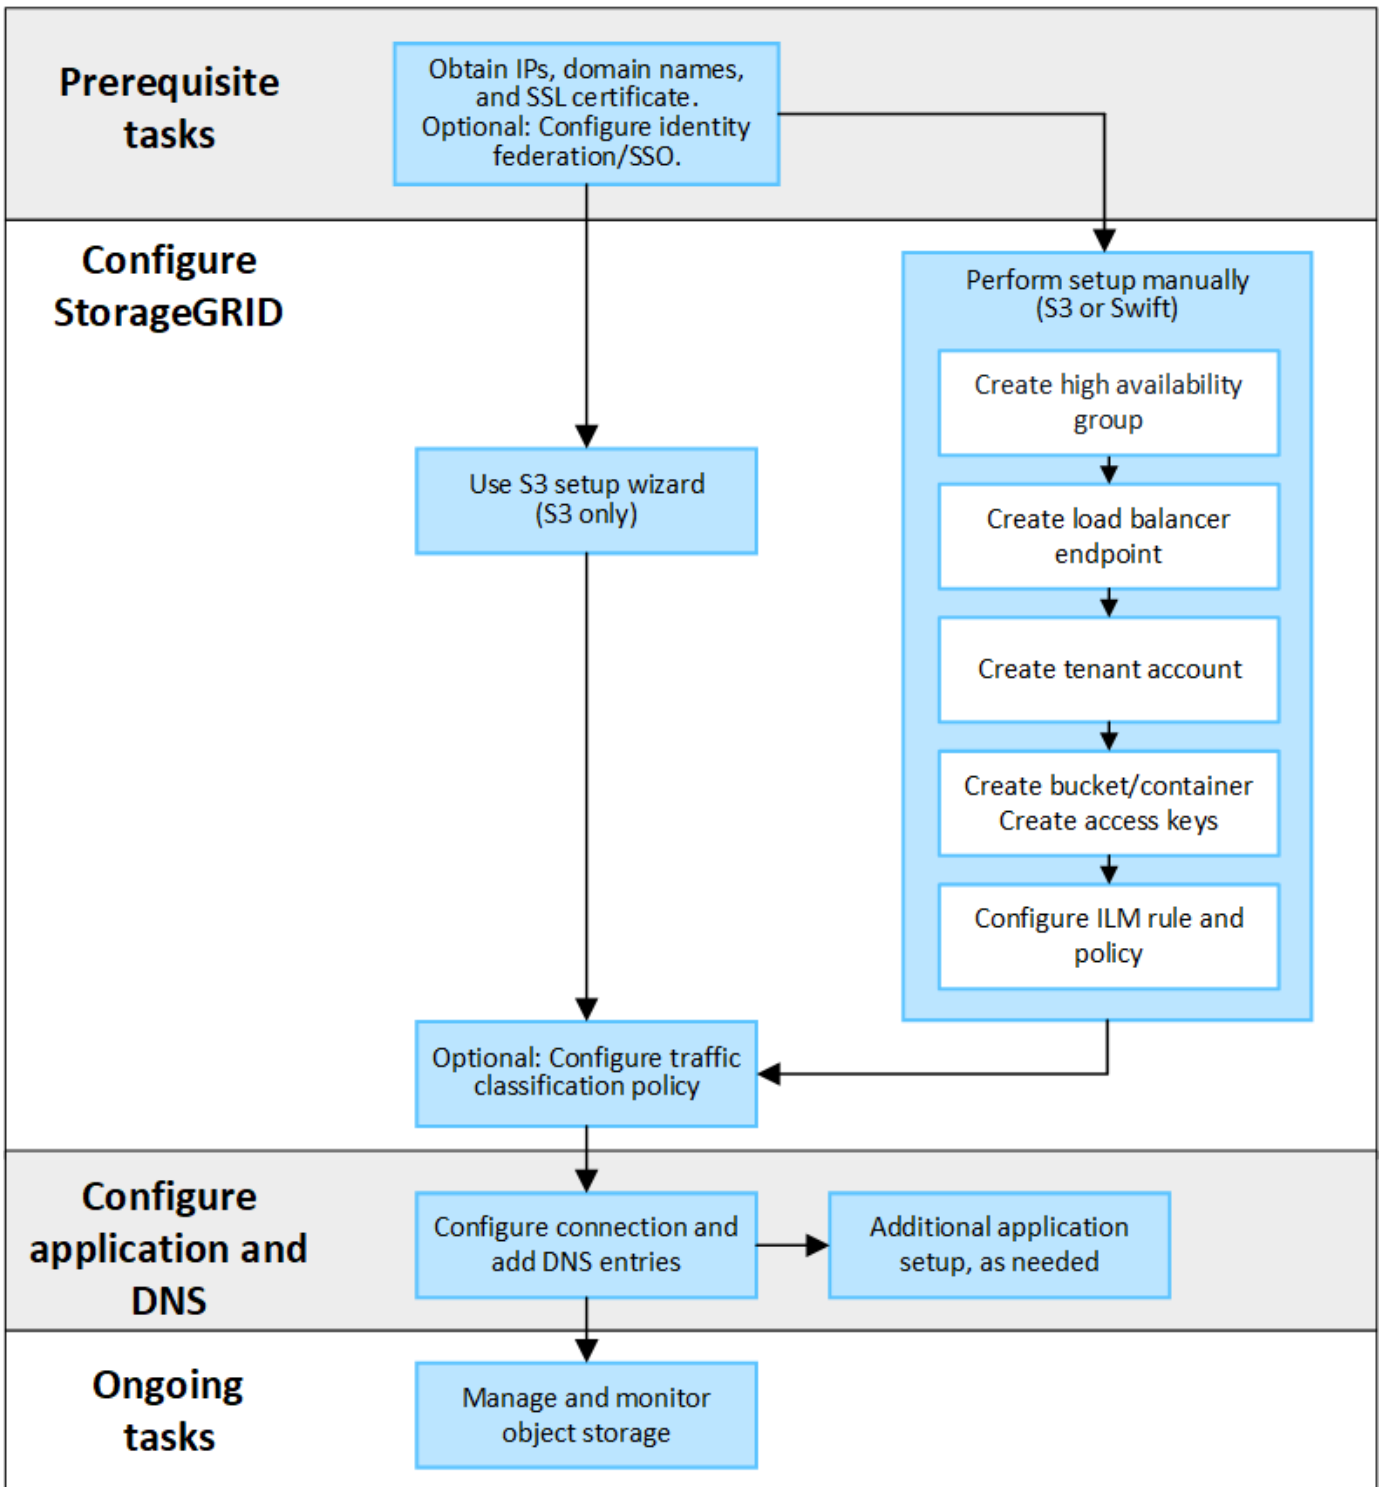 Prerequisite
tasks
Obtain IPs, domain names,
and SSL certificate.
Optional: Configure identity
federation/SSO.
Configure
StorageGRID
Perform setup manually
(S3 or Swift)
Create high availability
group
Create load balancer
endpoint
Create tenant account
Create bucket/container
Create access keys
Configure ILM rule and
policy
Use S3 setup wizard
(S3 only)
Optional: Configure traffic
classification policy
Configure
application and
DNS
Configure connection and
add DNS entries
Additional application
setup, as needed
Ongoing
tasks
Manage and monitor
object storage